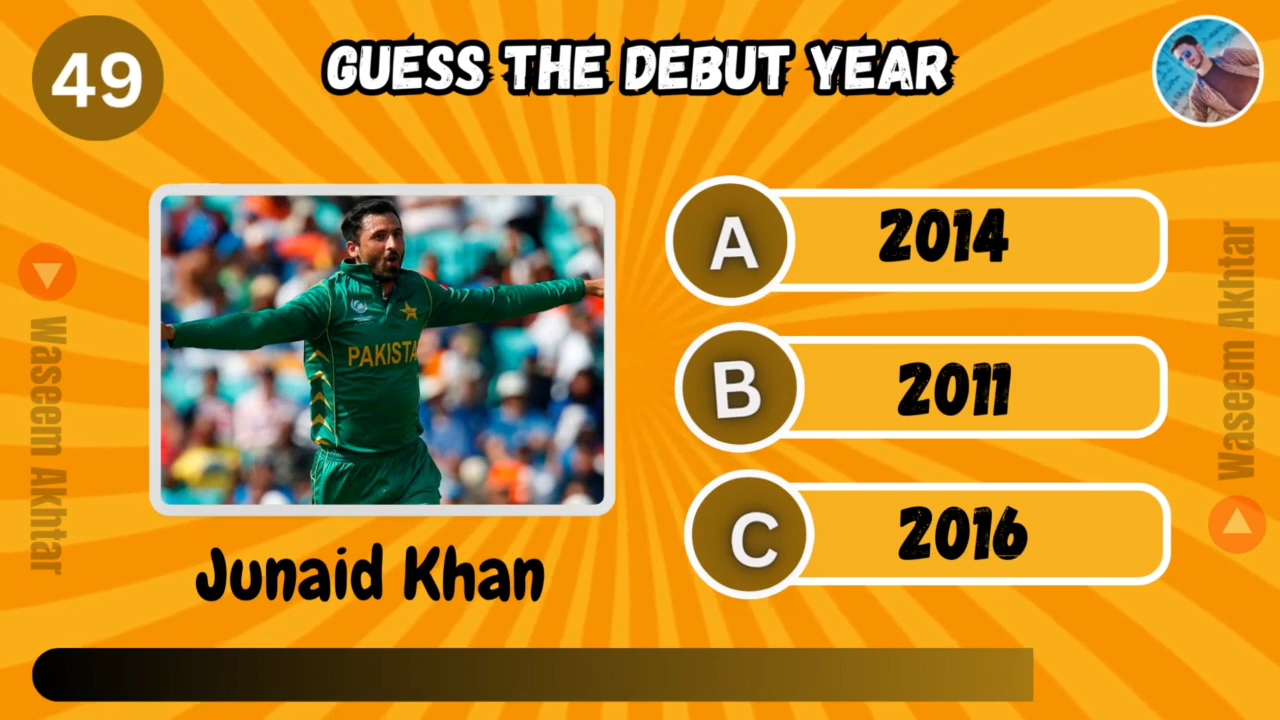 49
GUESS THE DEBUT YEAR
A
2014
PAKISTA
B
2011
C
2016
Junaid Khan
Waseem Akhtar
Waseem Akhtar